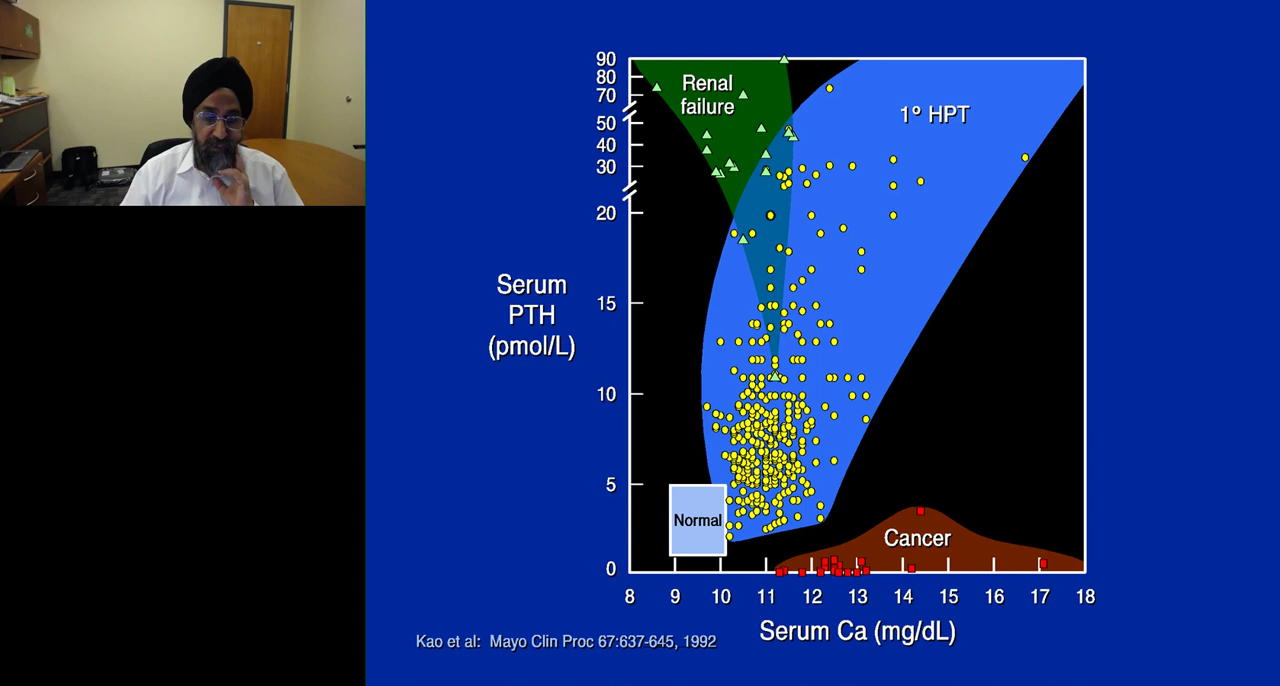 90
80
70
50
40
30
20
15
10
5
0
Renal
failure
1º HPT
Serum
PTH
(pmol/L)
Normal
Cancer
8 9 10 11 12 13 14 15 16 17 18
Serum Ca (mg/dL)
Kao et al: Mayo Clin Proc 67:637-645, 1992